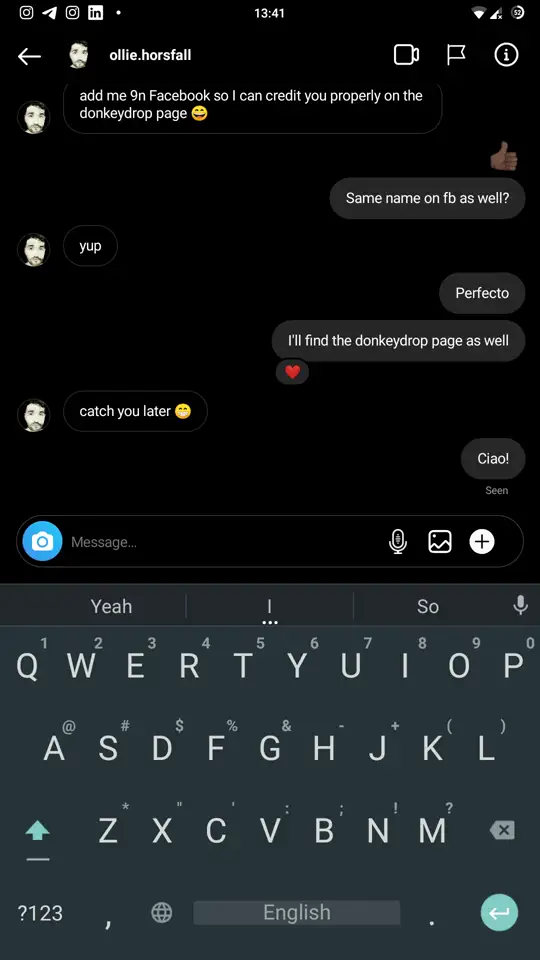 13:41
52
ollie.horsfall
add me 9n Facebook so I can credit you properly on the
donkeydrop page 😄
👍🏾
Same name on fb as well?
yup
Perfecto
I'll find the donkeydrop page as well
❤️
catch you later 😁
Ciao!
Seen
Message...
Yeah I So
1 2 3 4 5 6 7 8 9 0
Q W E R T Y U I O P
@ # $ % & - + ( )
A S D F G H J K L
* " ' : ; ! ?
Z X C V B N M
?123 , English .